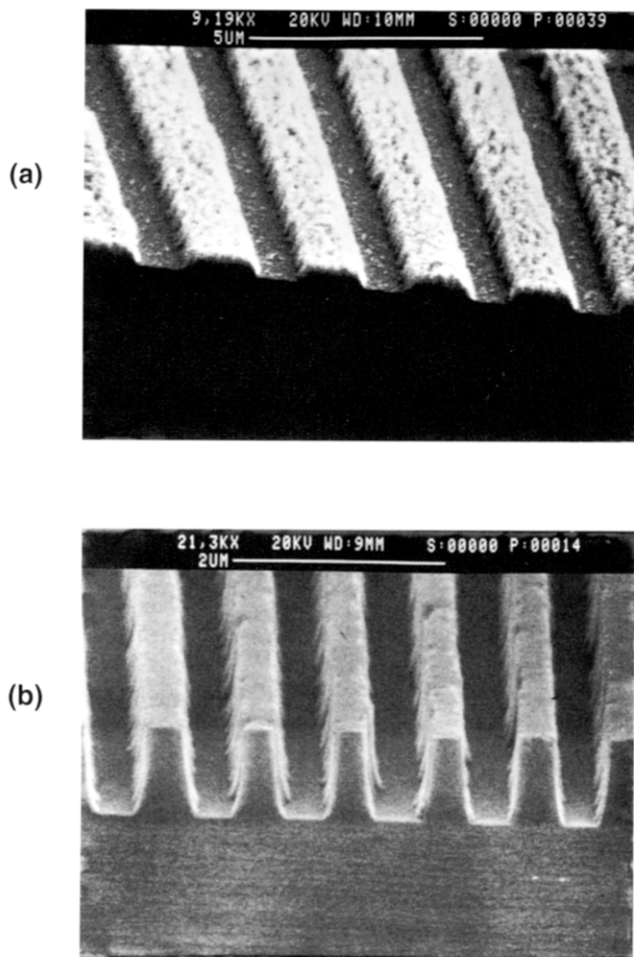 9,19KX 20KV WD:10MM S:00000 P:00039
5UM
(a)
21,3KX 20KV WD:9MM S:00000 P:00014
2UM
(b)